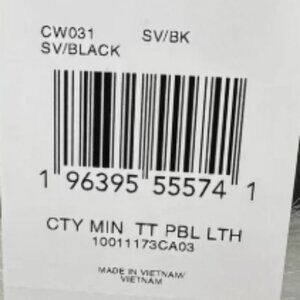 CW031 SV/BK
SV/BLACK
1 96395 55574 1
CTY MIN TT PBL LTH
10011173CA03
MADE IN VIETNAM/
VIETNAM